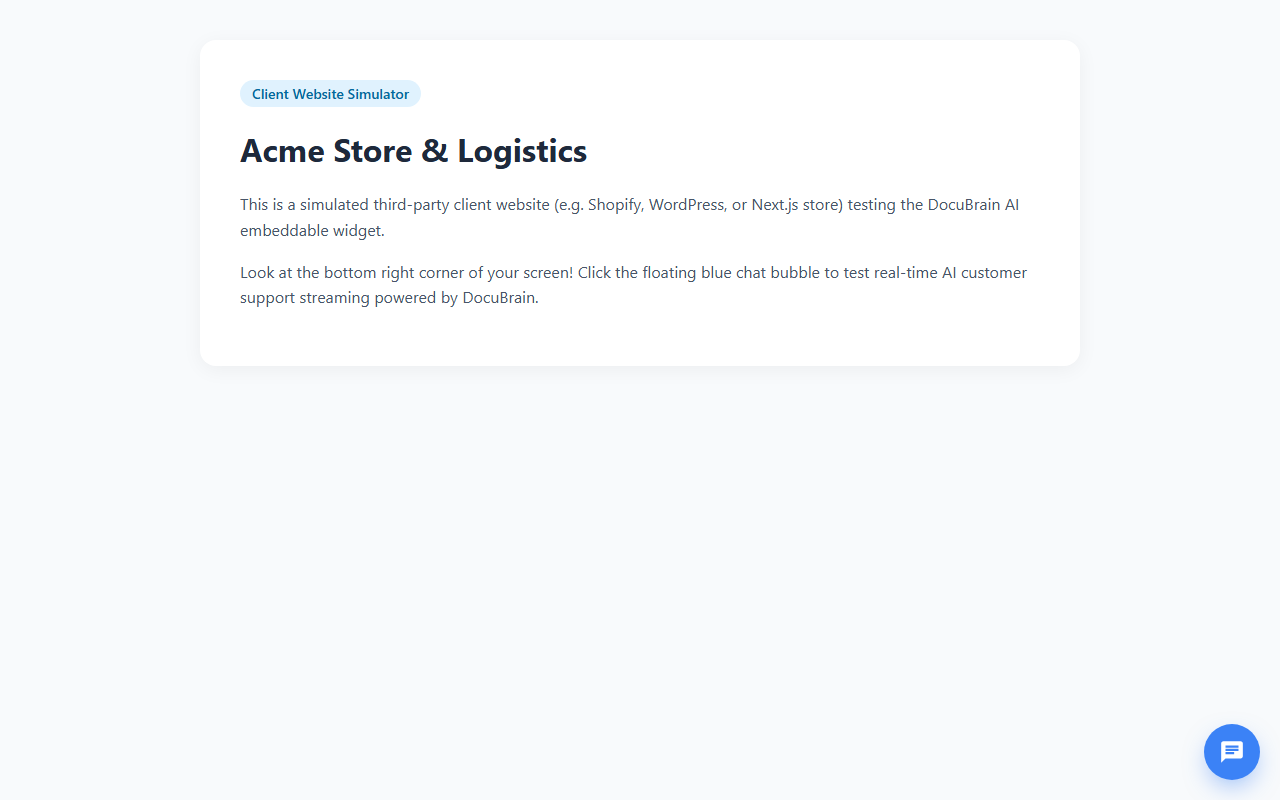 Client Website Simulator
Acme Store & Logistics
This is a simulated third-party client website (e.g. Shopify, WordPress, or Next.js store) testing the DocuBrain AI
embeddable widget.
Look at the bottom right corner of your screen! Click the floating blue chat bubble to test real-time AI customer
support streaming powered by DocuBrain.